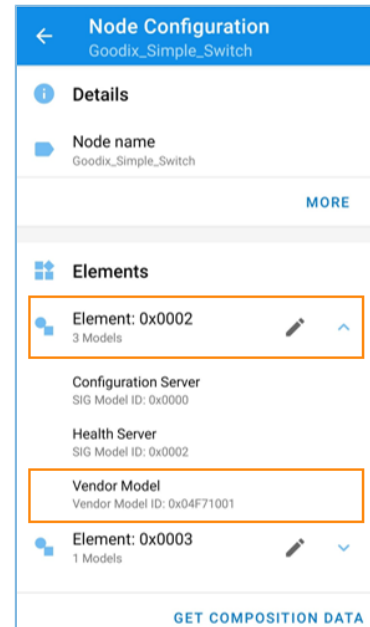 Node Configuration
Goodix_Simple_Switch
Details
Node name
Goodix_Simple_Switch
MORE
Elements
Element: 0x0002
3 Models
Configuration Server
SIG Model ID: 0x0000
Health Server
SIG Model ID: 0x0002
Vendor Model
Vendor Model ID: 0x04F71001
Element: 0x0003
1 Models
GET COMPOSITION DATA